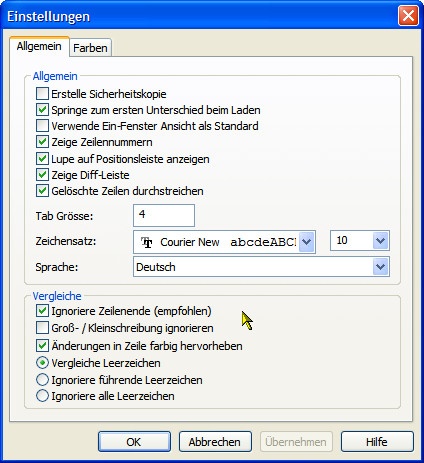 Einstellungen
Allgemein Farben
Allgemein
Erstelle Sicherheitskopie
Springe zum ersten Unterschied beim Laden
Verwende Ein-Fenster Ansicht als Standard
Zeige Zeilennummern
Lupe auf Positionsleiste anzeigen
Zeige Diff-Leiste
Gelöschte Zeilen durchstreichen
Tab Grösse: 4
Zeichensatz: Courier New abcdeABC 10
Sprache: Deutsch
Vergleiche
Ignoriere Zeilenende (empfohlen)
Groß- / Kleinschreibung ignorieren
Änderungen in Zeile farbig hervorheben
Vergleiche Leerzeichen
Ignoriere führende Leerzeichen
Ignoriere alle Leerzeichen
OK Abbrechen Übernehmen Hilfe